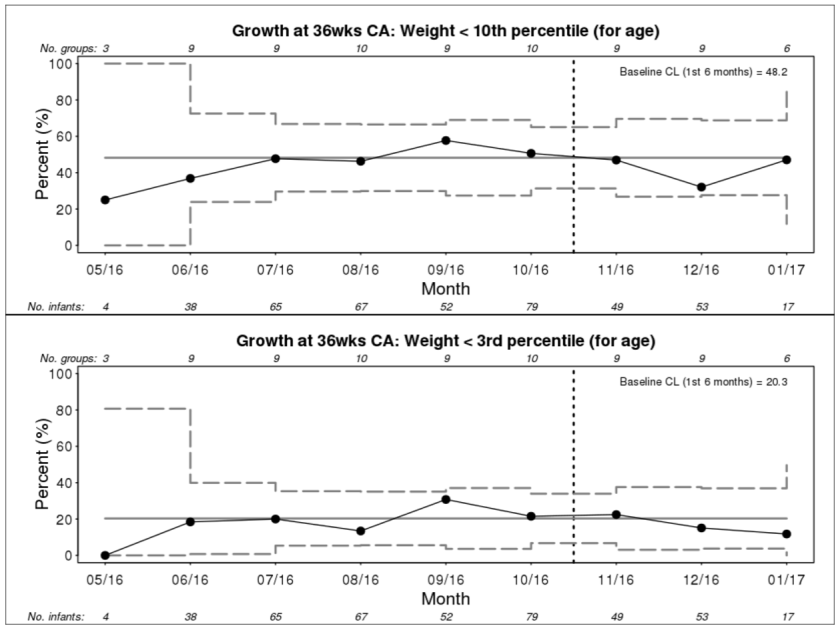 Growth at 36wks CA: Weight < 10th percentile (for age)
No. groups: 3 9 9 10 9 10 9 9 6
Baseline CL (1st 6 months) = 48.2
100
80
60
40
20
0
Percent (%)
05/16 06/16 07/16 08/16 09/16 10/16 11/16 12/16 01/17
Month
No. infants: 4 38 65 67 52 79 49 53 17
Growth at 36wks CA: Weight < 3rd percentile (for age)
No. groups: 3 9 9 10 9 10 9 9 6
Baseline CL (1st 6 months) = 20.3
100
80
60
40
20
0
Percent (%)
05/16 06/16 07/16 08/16 09/16 10/16 11/16 12/16 01/17
Month
No. infants: 4 38 65 67 52 79 49 53 17